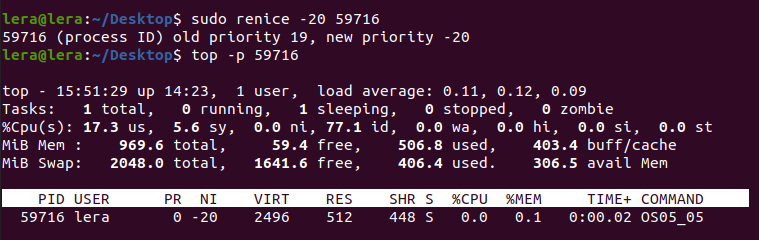 lera@lera:~/Desktop$ sudo renice -20 59716
59716 (process ID) old priority 19, new priority -20
lera@lera:~/Desktop$ top -p 59716
top - 15:51:29 up 14:23,  1 user,  load average: 0.11, 0.12, 0.09
Tasks:   1 total,   0 running,   1 sleeping,   0 stopped,   0 zombie
%Cpu(s): 17.3 us,  5.6 sy,  0.0 ni, 77.1 id,  0.0 wa,  0.0 hi,  0.0 si,  0.0 st
MiB Mem :    969.6 total,     59.4 free,    506.8 used,    403.4 buff/cache
MiB Swap:   2048.0 total,   1641.6 free,    406.4 used.    306.5 avail Mem
PID USER      PR  NI    VIRT    RES    SHR S  %CPU  %MEM     TIME+ COMMAND
59716 lera       0 -20    2496    512    448 S   0.0   0.1   0:00.02 OS05_05